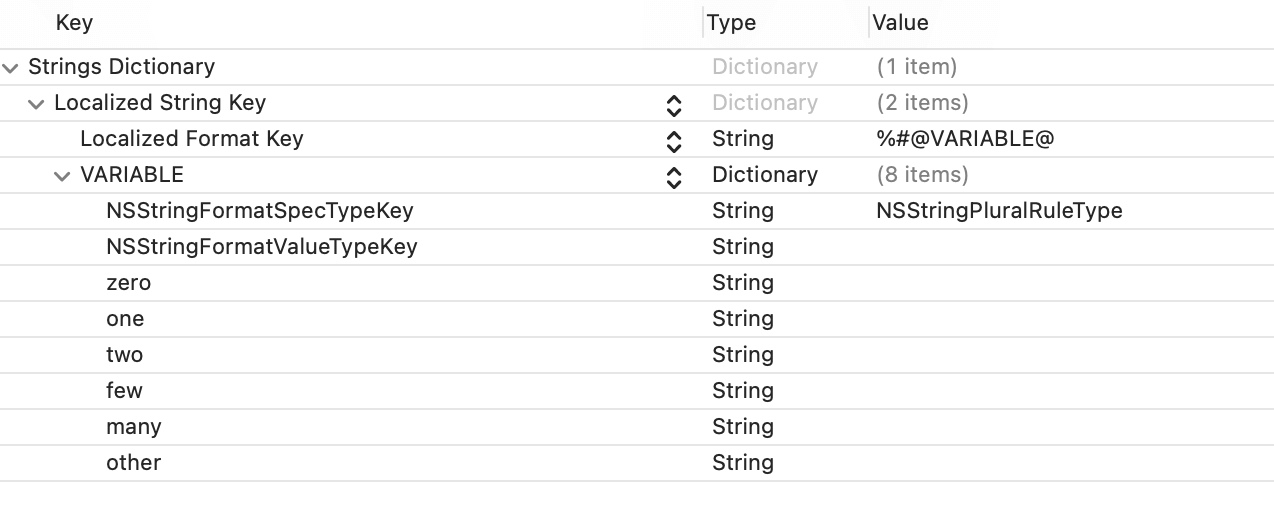 Key Type Value
Strings Dictionary Dictionary (1 item)
Localized String Key Dictionary (2 items)
Localized Format Key String %#@VARIABLE@
VARIABLE Dictionary (8 items)
NSStringFormatSpecTypeKey String NSStringPluralRuleType
NSStringFormatValueTypeKey String
zero String
one String
two String
few String
many String
other String